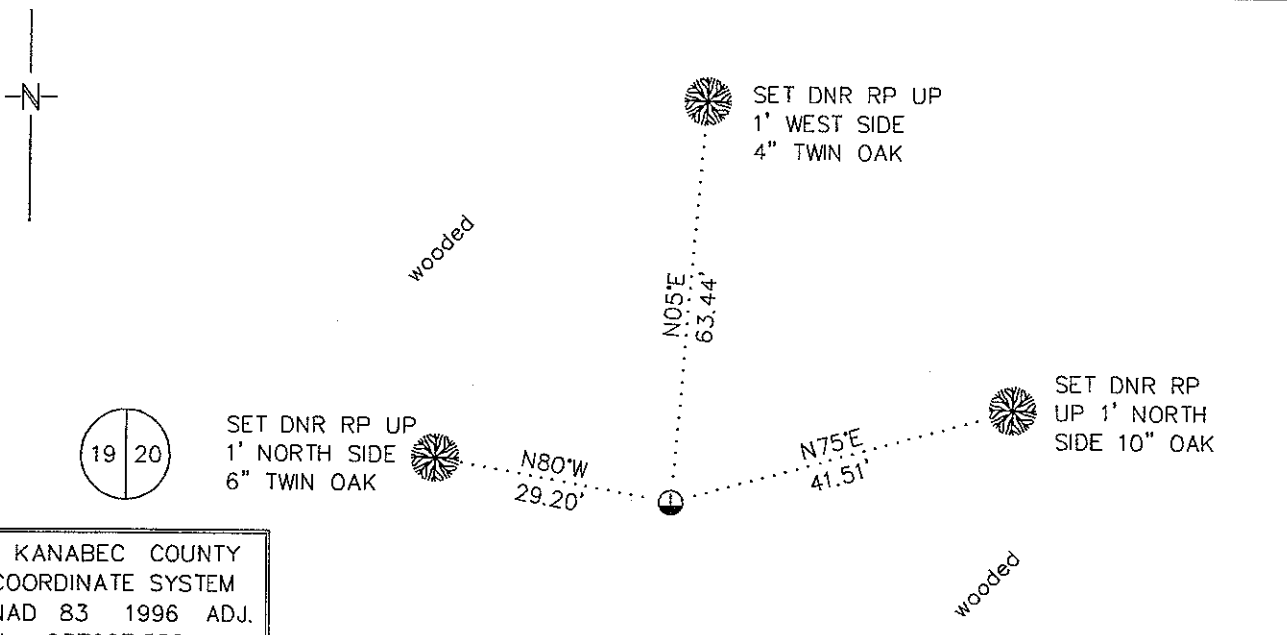 -N-
SET DNR RP UP
1' WEST SIDE
4" TWIN OAK
wooded
N05°E
63.44'
SET DNR RP
UP 1' NORTH
SIDE 10" OAK
N75°E
41.51'
19 20
SET DNR RP UP
1' NORTH SIDE
6" TWIN OAK
N80°W
29.20'
wooded
KANABEC COUNTY
COORDINATE SYSTEM
NAD 83 1996 ADJ.